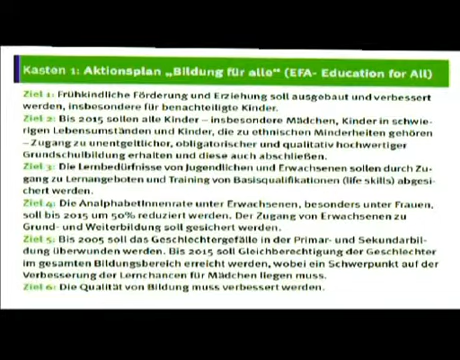 Kasten 1: Aktionsplan „Bildung für alle“ (EFA- Education for All)
Ziel 1: Frühkindliche Förderung und Erziehung soll ausgebaut und verbessert
werden, insbesondere für benachteiligte Kinder.
Ziel 2: Bis 2015 sollen alle Kinder – insbesondere Mädchen, Kinder in schwie-
rigen Lebensumständen und Kinder, die zu ethnischen Minderheiten gehören
– Zugang zu unentgeltlicher, obligatorischer und qualitativ hochwertiger
Grundschulbildung erhalten und diese auch abschließen.
Ziel 3: Die Lernbedürfnisse von Jugendlichen und Erwachsenen sollen durch Zu-
gang zu Lernangeboten und Training von Basisqualifikationen (life skills) abgesi-
chert werden.
Ziel 4: Die AnalphabetInnenrate unter Erwachsenen, besonders unter Frauen,
soll bis 2015 um 50% reduziert werden. Der Zugang von Erwachsenen zu
Grund- und Weiterbildung soll gesichert werden.
Ziel 5: Bis 2005 soll das Geschlechtergefälle in der Primar- und Sekundarbil-
dung überwunden werden. Bis 2015 soll Gleichberechtigung der Geschlechter
im gesamten Bildungsbereich erreicht werden, wobei ein Schwerpunkt auf der
Verbesserung der Lernchancen für Mädchen liegen muss.
Ziel 6: Die Qualität von Bildung muss verbessert werden.